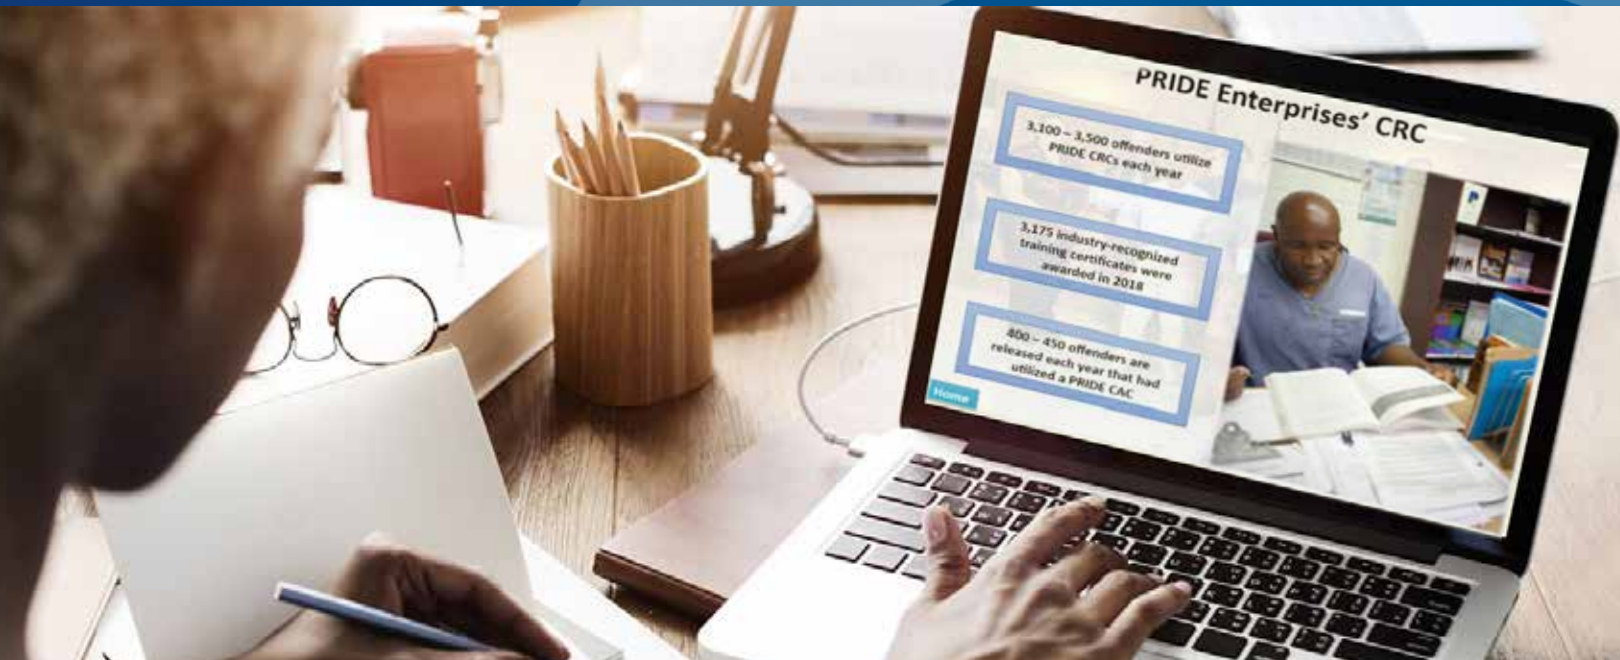 PRIDE Enterprises' CRC
3,100 – 3,500 offenders utilize
PRIDE CRCs each year
3,175 industry-recognized
training certificates were
awarded in 2018
400 – 450 offenders are
released each year that had
utilized a PRIDE CAC
Home
P